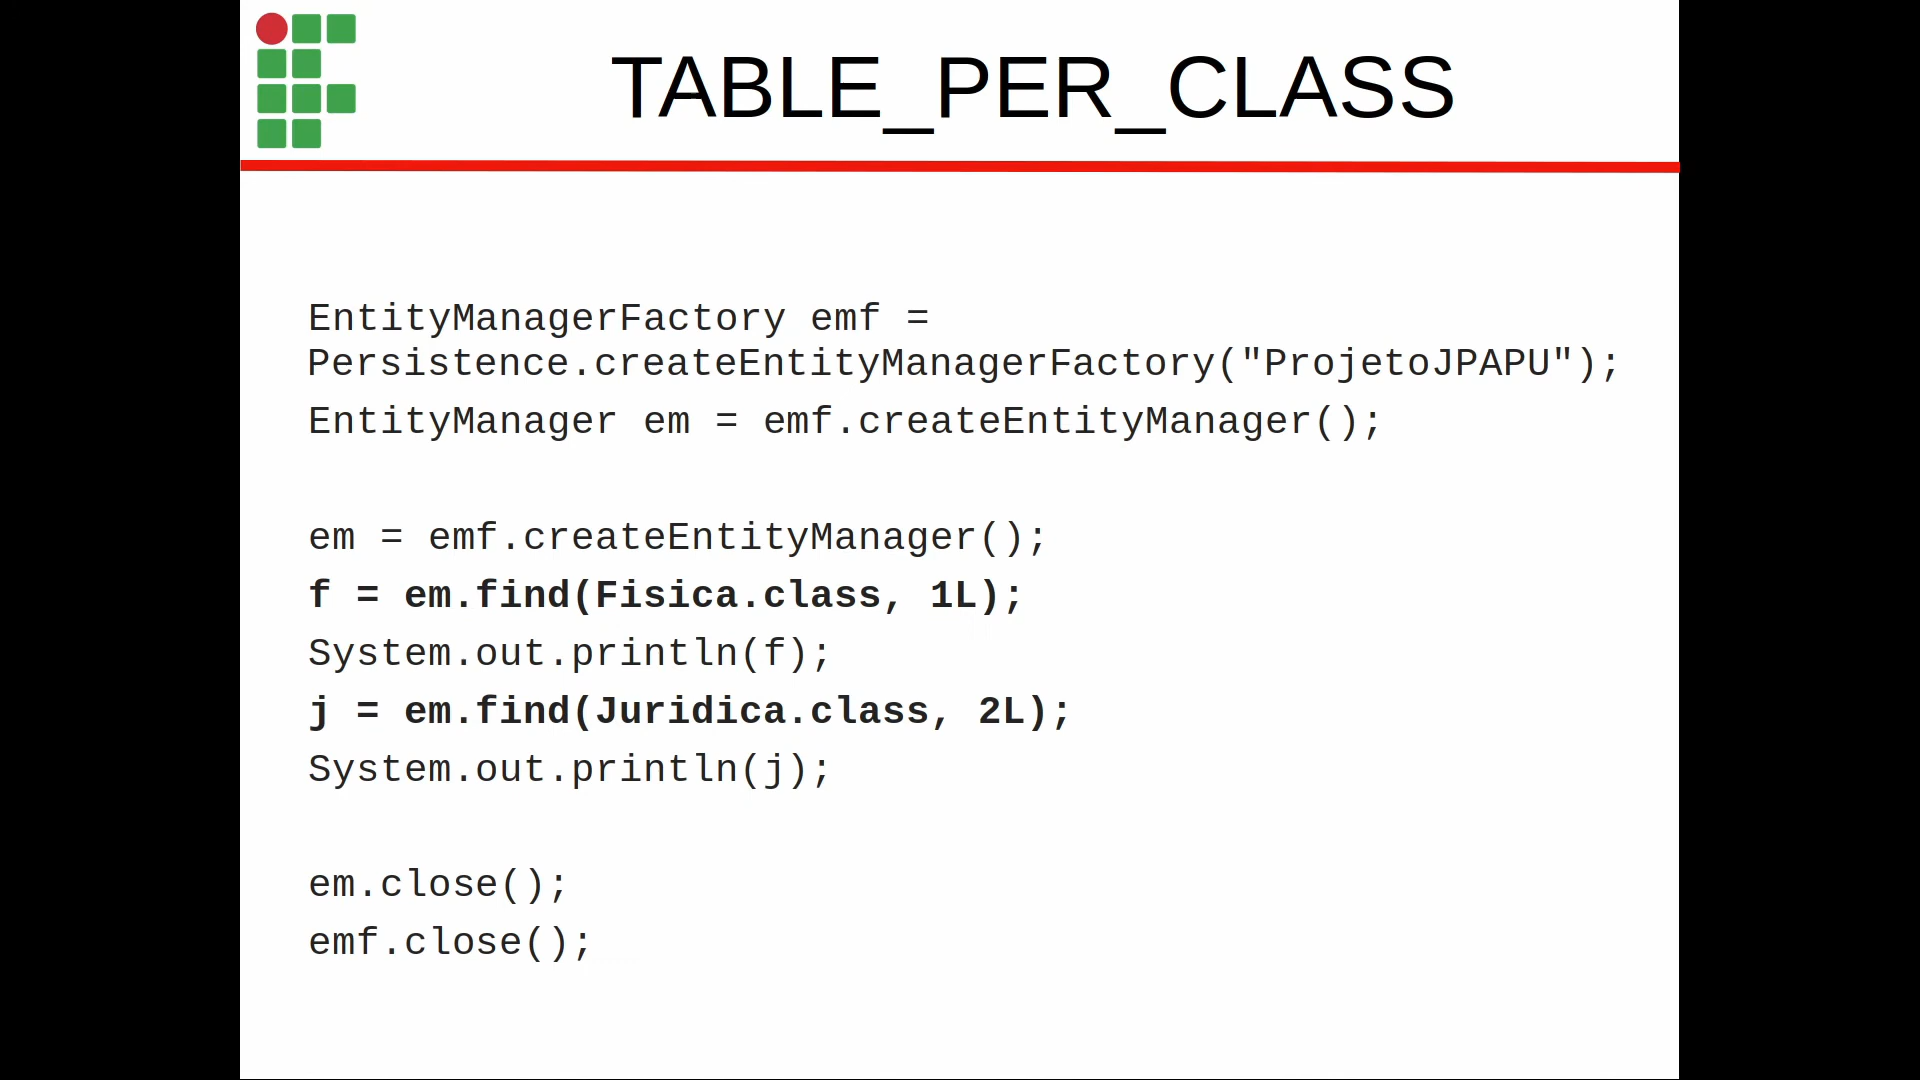 TABLE_PER_CLASS
EntityManagerFactory emf =
Persistence.createEntityManagerFactory("ProjetoJPAPU");
EntityManager em = emf.createEntityManager();
em = emf.createEntityManager();
f = em.find(Fisica.class, 1L);
System.out.println(f);
j = em.find(Juridica.class, 2L);
System.out.println(j);
em.close();
emf.close();